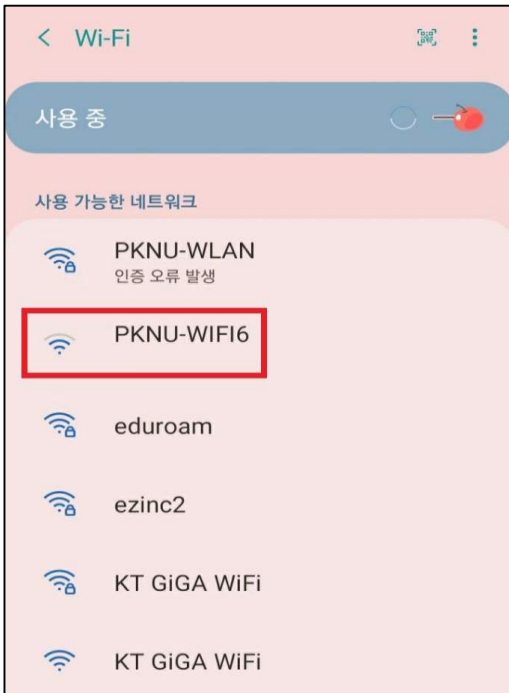 Wi-Fi
사용 중
사용 가능한 네트워크
PKNU-WLAN
인증 오류 발생
PKNU-WIFI6
eduroam
ezinc2
KT GiGA WiFi
KT GiGA WiFi